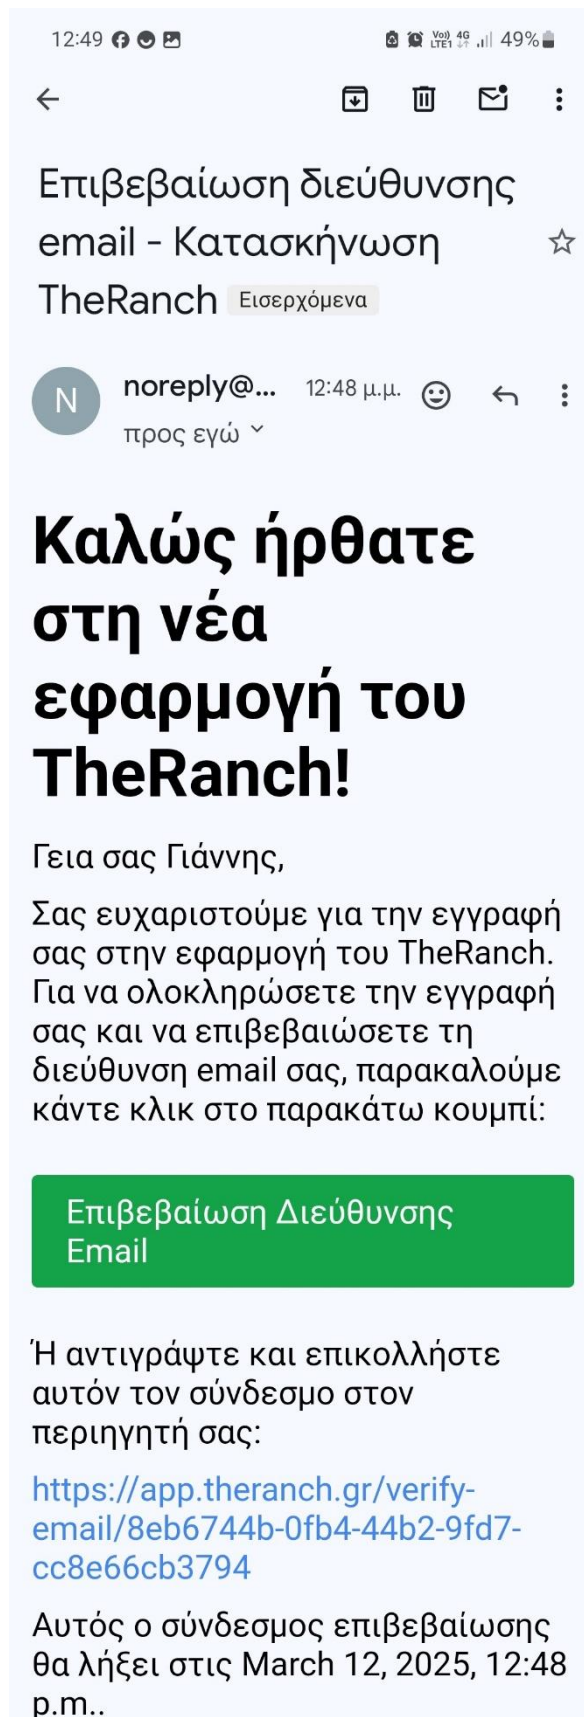 12:49
Vo)) 4G
LTE1 49%
Επιβεβαίωση διεύθυνσης
email - Κατασκήνωση
TheRanch Εισερχόμενα
N
noreply@... 12:48 μ.μ.
προς εγώ
Καλώς ήρθατε
στη νέα
εφαρμογή του
TheRanch!
Γεια σας Γιάννης,
Σας ευχαριστούμε για την εγγραφή
σας στην εφαρμογή του TheRanch.
Για να ολοκληρώσετε την εγγραφή
σας και να επιβεβαιώσετε τη
διεύθυνση email σας, παρακαλούμε
κάντε κλικ στο παρακάτω κουμπί:
Επιβεβαίωση Διεύθυνσης
Email
Ή αντιγράψτε και επικολλήστε
αυτόν τον σύνδεσμο στον
περιηγητή σας:
https://app.theranch.gr/verify-
email/8eb6744b-0fb4-44b2-9fd7-
cc8e66cb3794
Αυτός ο σύνδεσμος επιβεβαίωσης
θα λήξει στις March 12, 2025, 12:48
p.m..